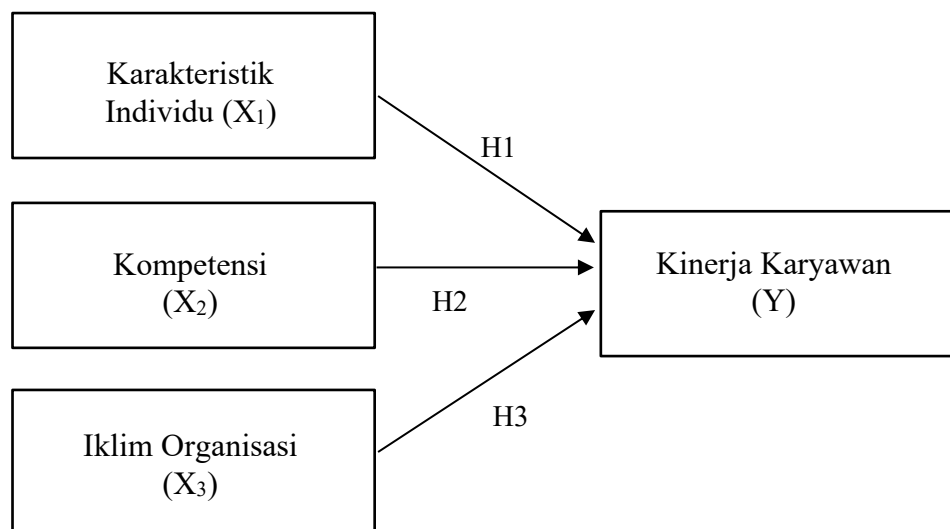 Karakteristik
Individu (X₁)
H1
Kompetensi
(X₂)
H2
Kinerja Karyawan
(Y)
H3
Iklim Organisasi
(X₃)